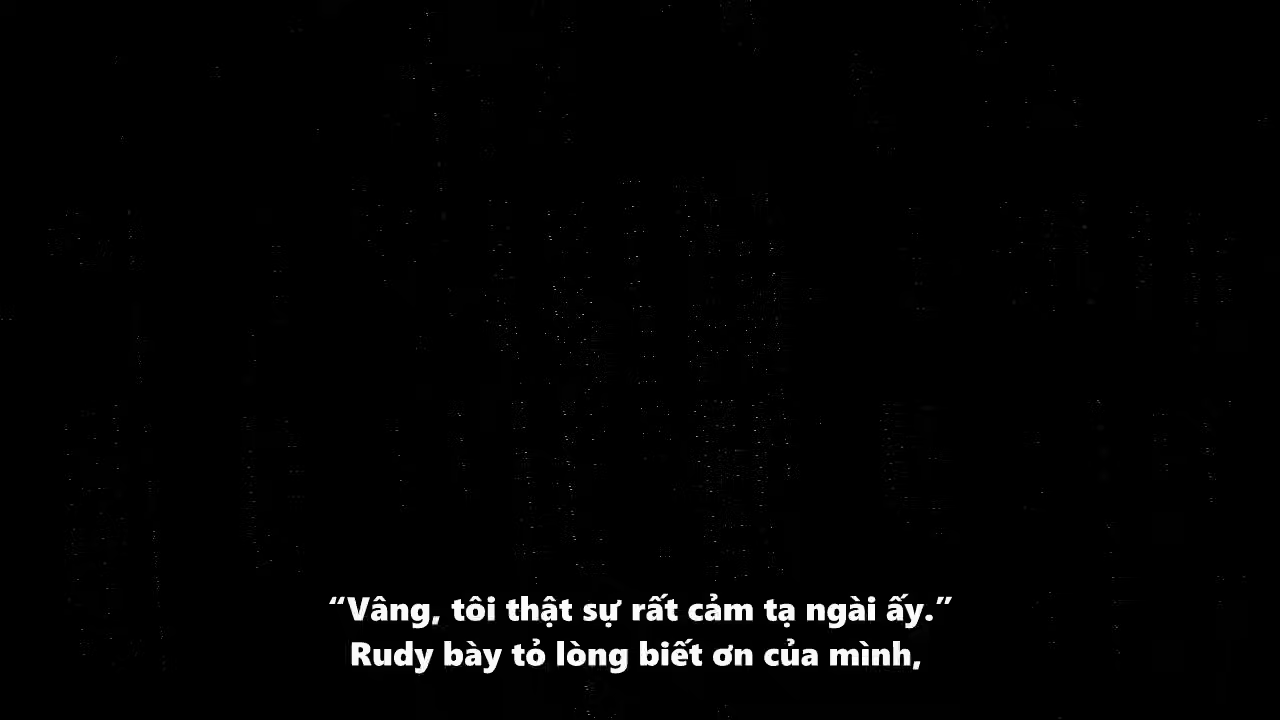 “Vâng, tôi thật sự rất cảm tạ ngài ấy.”
Rudy bày tỏ lòng biết ơn của mình,